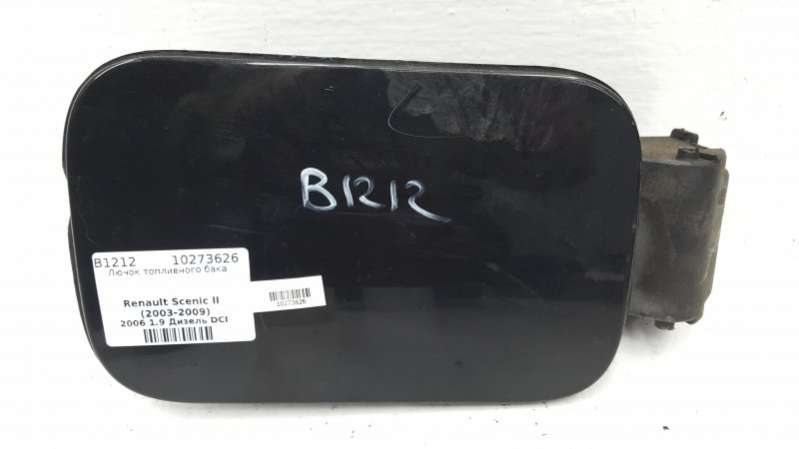 B1212
B1212 10273626
Лючок топливного бака
Renault Scenic II
(2003-2009)
2006 1.9 Дизель DCI
10273626